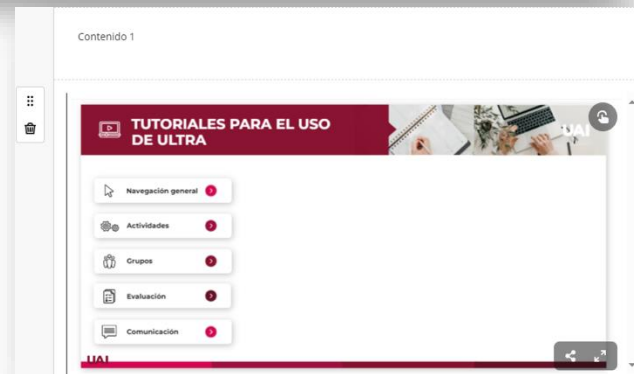 Contenido 1
TUTORIALES PARA EL USO
DE ULTRA
UAI
Navegación general
Actividades
Grupos
Evaluación
Comunicación
UAI